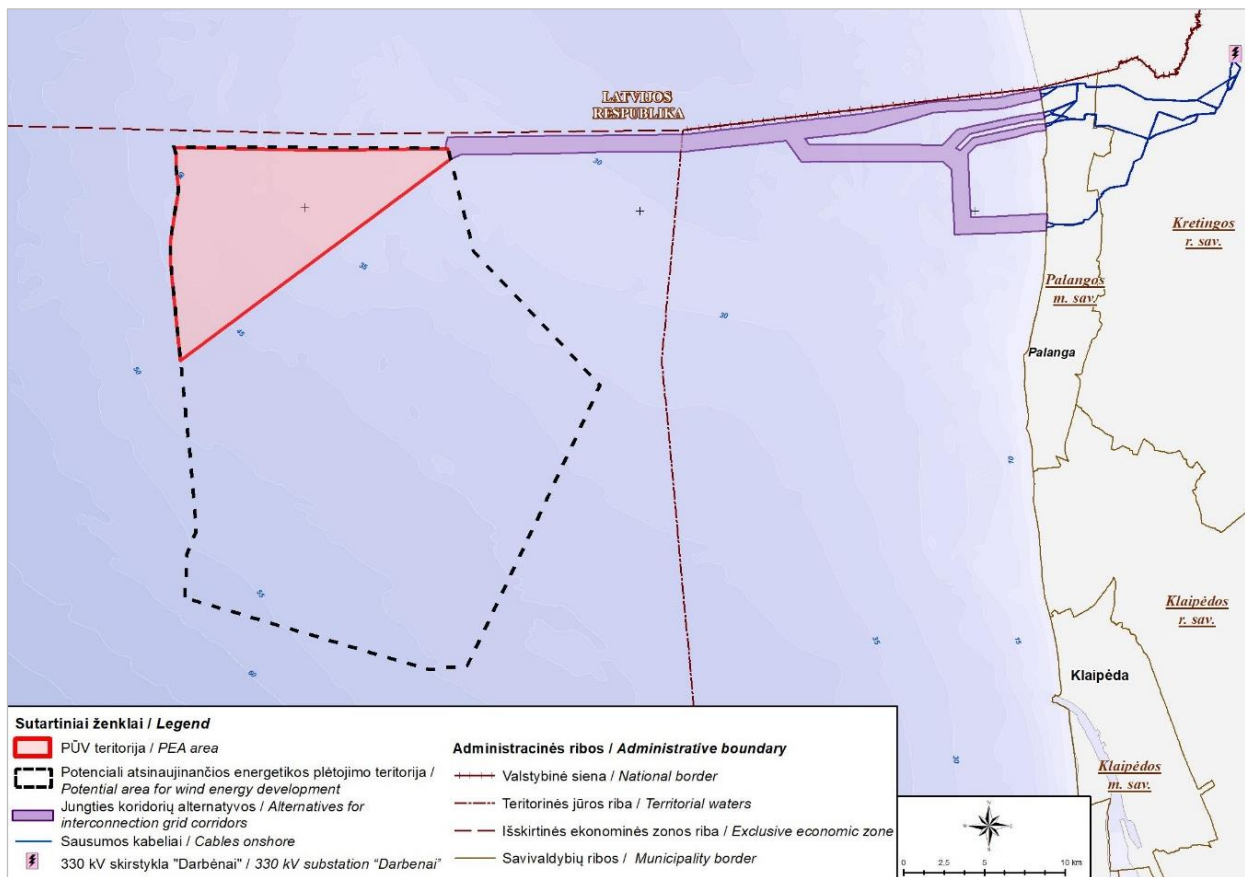 LATVIJOS
RESPUBLIKA
30
40
35
30
45
50
Kretingos
r. sav.
Palangos
m. sav.
Palanga
10
55
60
35
15
30
Klaipėdos
r. sav.
Klaipėda
Klaipėdos
m. sav.
Sutartiniai ženklai / Legend
PŪV teritorija / PEA area
Potenciali atsinaujinančios energetikos plėtojimo teritorija /
Potential area for wind energy development
Jungties koridorių alternatyvos / Alternatives for
interconnection grid corridors
Sausumos kabeliai / Cables onshore
330 kV skirstykla "Darbėnai" / 330 kV substation "Darbenai"
Administracinės ribos / Administrative boundary
Valstybinė siena / National border
Teritorinės jūros riba / Territorial waters
Išskirtinės ekonominės zonos riba / Exclusive economic zone
Savivaldybių ribos / Municipality border
0 2,5 5 10 km